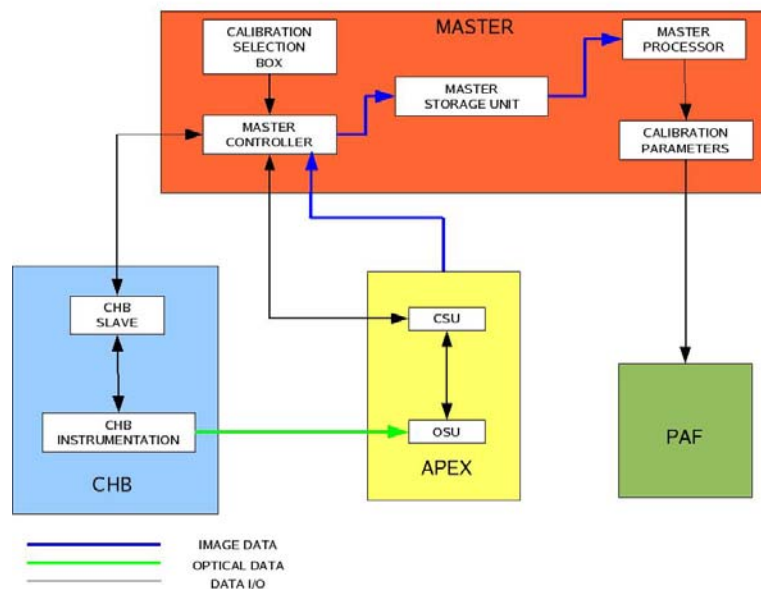 MASTER
CALIBRATION
SELECTION
BOX
MASTER
PROCESSOR
MASTER
STORAGE UNIT
MASTER
CONTROLLER
CALIBRATION
PARAMETERS
CHB
SLAVE
CSU
CHB
INSTRUMENTATION
OSU
CHB
APEX
PAF
IMAGE DATA
OPTICAL DATA
DATA I/O